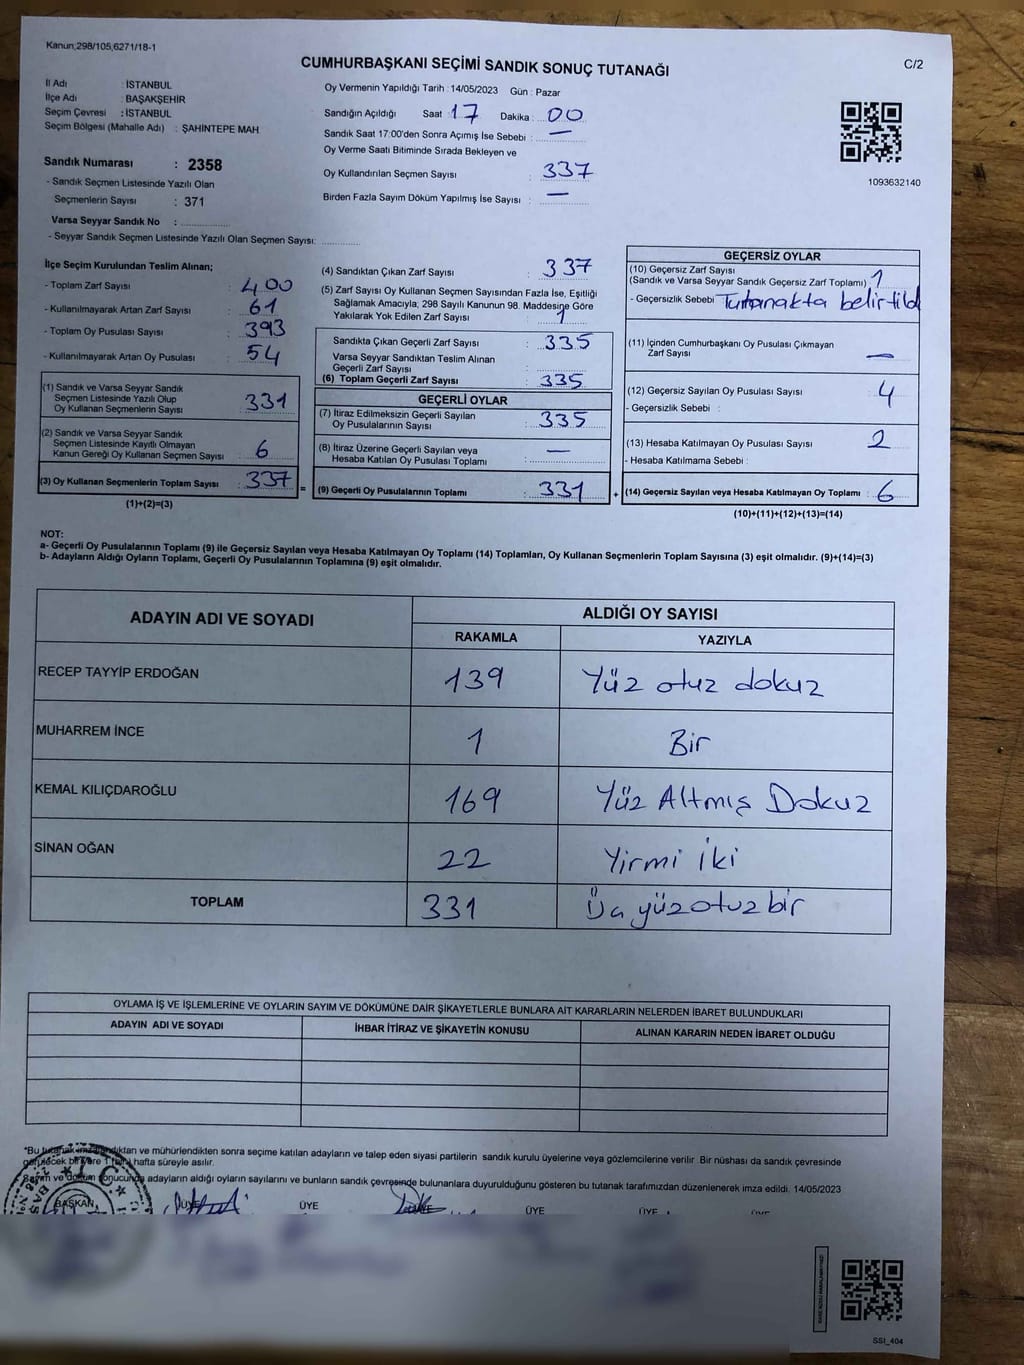 Kanun;298/105,6271/18-1
CUMHURBAŞKANI SEÇİMİ SANDIK SONUÇ TUTANAĞI
C/2
İl Adı : İSTANBUL
İlçe Adı : BAŞAKŞEHİR
Seçim Çevresi : İSTANBUL
Seçim Bölgesi (Mahalle Adı) : ŞAHİNTEPE MAH
Sandık Numarası : 2358
- Sandık Seçmen Listesinde Yazılı Olan
Seçmenlerin Sayısı : 371
Varsa Seyyar Sandık No :
- Seyyar Sandık Seçmen Listesinde Yazılı Olan Seçmen Sayısı:
Oy Vermenin Yapıldığı Tarih : 14/05/2023 Gün : Pazar
Sandığın Açıldığı Saat 17 Dakika : 00
Sandık Saat 17:00'den Sonra Açımış İse Sebebi : —
Oy Verme Saati Bitiminde Sırada Bekleyen ve
Oy Kullandırılan Seçmen Sayısı : 337
Birden Fazla Sayım Döküm Yapılmış İse Sayısı : —
1093632140
İlçe Seçim Kurulundan Teslim Alınan;
- Toplam Zarf Sayısı : 400
- Kullanılmayarak Artan Zarf Sayısı : 61
- Toplam Oy Pusulası Sayısı : 393
- Kullanılmayarak Artan Oy Pusulası : 54
(1) Sandık ve Varsa Seyyar Sandık
Seçmen Listesinde Yazılı Olup
Oy Kullanan Seçmenlerin Sayısı : 331
(2) Sandık ve Varsa Seyyar Sandık
Seçmen Listesinde Kayıtlı Olmayan
Kanun Gereği Oy Kullanan Seçmen Sayısı : 6
(3) Oy Kullanan Seçmenlerin Toplam Sayısı : 337
(1)+(2)=(3)
=
(4) Sandıktan Çıkan Zarf Sayısı : 337
(5) Zarf Sayısı Oy Kullanan Seçmen Sayısından Fazla İse, Eşitliği
Sağlamak Amacıyla; 298 Sayılı Kanunun 98. Maddesine Göre
Yakılarak Yok Edilen Zarf Sayısı : 1
Sandıkta Çıkan Geçerli Zarf Sayısı : 335
Varsa Seyyar Sandıktan Teslim Alınan
Geçerli Zarf Sayısı :
(6) Toplam Geçerli Zarf Sayısı : 335
GEÇERLİ OYLAR
(7) İtiraz Edilmeksizin Geçerli Sayılan
Oy Pusulalarının Sayısı : 335
(8) İtiraz Üzerine Geçerli Sayılan veya
Hesaba Katılan Oy Pusulası Toplamı : —
(9) Geçerli Oy Pusulalarının Toplamı : 331
+
GEÇERSİZ OYLAR
(10) Geçersiz Zarf Sayısı
(Sandık ve Varsa Seyyar Sandık Geçersiz Zarf Toplamı) 1
- Geçersizlik Sebebi Tutanakta belirtild
(11) İçinden Cumhurbaşkanı Oy Pusulası Çıkmayan
Zarf Sayısı —
(12) Geçersiz Sayılan Oy Pusulası Sayısı : 4
- Geçersizlik Sebebi :
(13) Hesaba Katılmayan Oy Pusulası Sayısı : 2
- Hesaba Katılmama Sebebi :
(14) Geçersiz Sayılan veya Hesaba Katılmayan Oy Toplamı : 6
(10)+(11)+(12)+(13)=(14)
NOT:
a- Geçerli Oy Pusulalarının Toplamı (9) ile Geçersiz Sayılan veya Hesaba Katılmayan Oy Toplamı (14) Toplamları, Oy Kullanan Seçmenlerin Toplam Sayısına (3) eşit olmalıdır. (9)+(14)=(3)
b- Adayların Aldığı Oyların Toplamı, Geçerli Oy Pusulalarının Toplamına (9) eşit olmalıdır.
ADAYIN ADI VE SOYADI
ALDIĞI OY SAYISI
RAKAMLA YAZIYLA
RECEP TAYYİP ERDOĞAN 139 Yüz otuz dokuz
MUHARREM İNCE 1 Bir
KEMAL KILIÇDAROĞLU 169 Yüz Altmış Dokuz
SİNAN OĞAN 22 Yirmi İki
TOPLAM 331 Üç yüz otuz bir
OYLAMA İŞ VE İŞLEMLERİNE VE OYLARIN SAYIM VE DÖKÜMÜNE DAİR ŞİKAYETLERLE BUNLARA AİT KARARLARIN NELERDEN İBARET BULUNDUKLARI
ADAYIN ADI VE SOYADI İHBAR İTİRAZ VE ŞİKAYETİN KONUSU ALINAN KARARIN NEDEN İBARET OLDUĞU
*Bu tutanak imzalandıktan ve mühürlendikten sonra seçime katılan adayların ve talep eden siyasi partilerin sandık kurulu üyelerine veya gözlemcilerine verilir. Bir nüshası da sandık çevresinde
görülecek bir yere 1 (bir) hafta süreyle asılır.
Seçim ve döküm sonucunda adayların aldığı oyların sayılarını ve bunların sandık çevresinde bulunanlara duyurulduğunu gösteren bu tutanak tarafımızdan düzenlenerek imza edildi. 14/05/2023
BAŞKAN ÜYE ÜYE ÜYE ÜYE ÜYE ÜYE
SSI_404